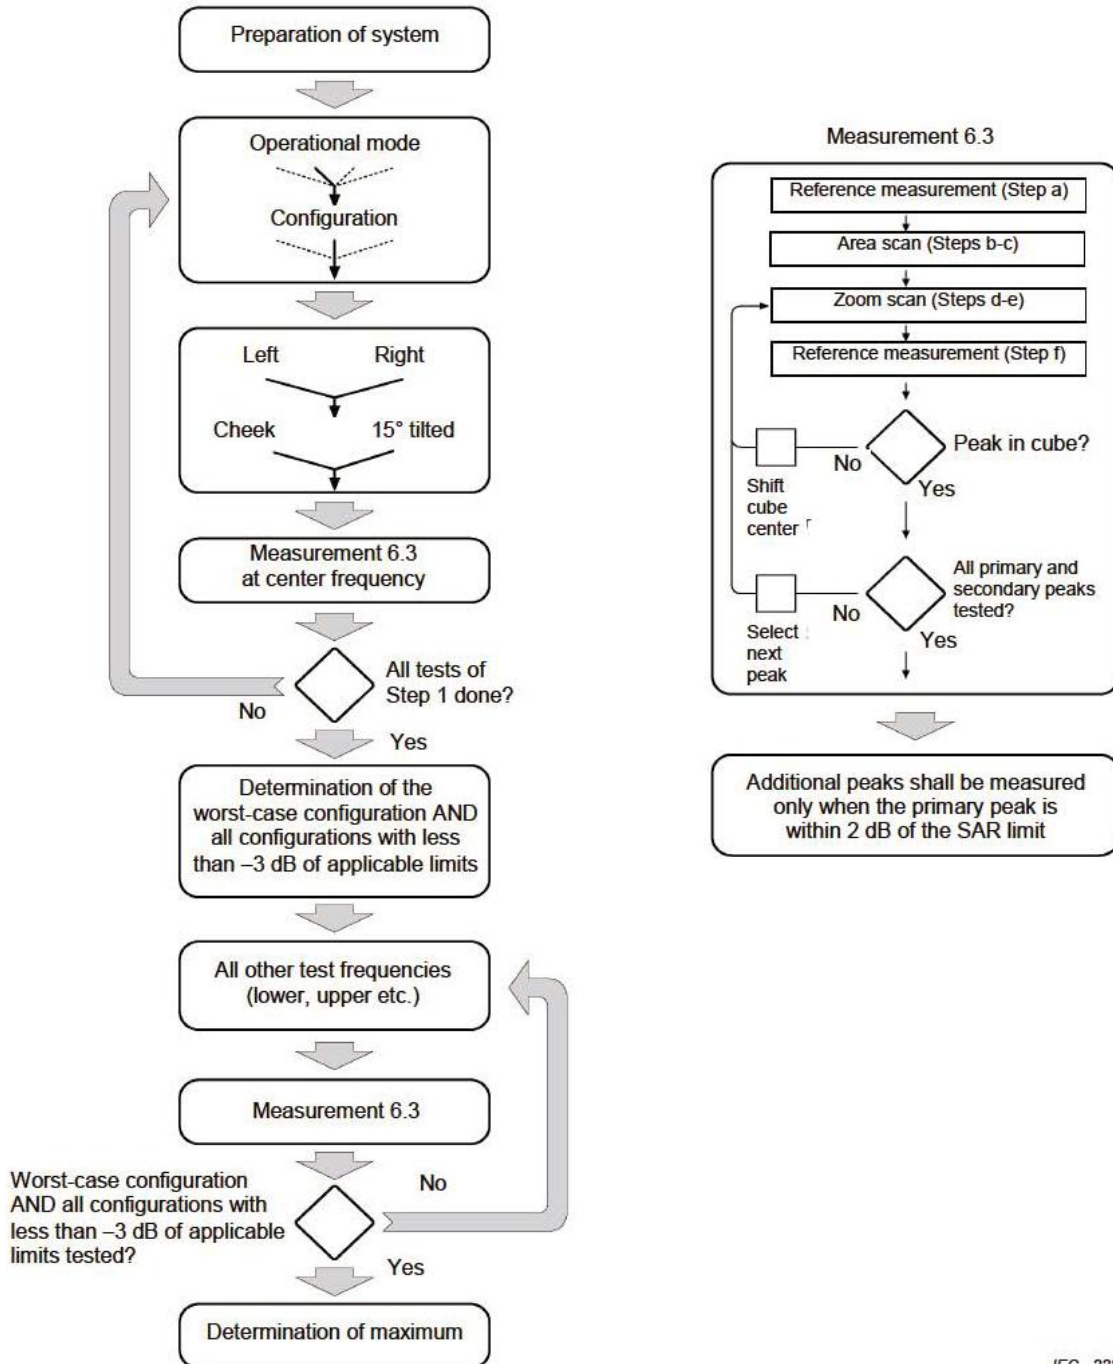 Preparation of system
Operational mode
Configuration
Left Right
Cheek 15° tilted
Measurement 6.3
at center frequency
All tests of
Step 1 done?
No
Yes
Determination of the
worst-case configuration AND
all configurations with less
than –3 dB of applicable limits
All other test frequencies
(lower, upper etc.)
Measurement 6.3
Worst-case configuration
AND all configurations with
less than –3 dB of applicable
limits tested?
No
Yes
Determination of maximum
Measurement 6.3
Reference measurement (Step a)
Area scan (Steps b-c)
Zoom scan (Steps d-e)
Reference measurement (Step f)
Peak in cube?
No
Yes
Shift
cube
center
All primary and
secondary peaks
tested?
No
Yes
Select
next
peak
Additional peaks shall be measured
only when the primary peak is
within 2 dB of the SAR limit
IEC